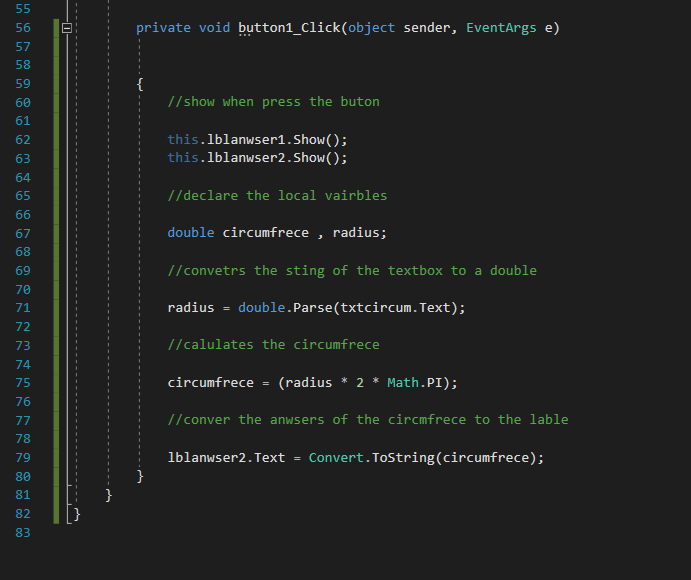 55
56 private void button1_Click(object sender, EventArgs e)
57
58
59 {
60 //show when press the buton
61
62 this.lblanwser1.Show();
63 this.lblanwser2.Show();
64
65 //declare the local vairbles
66
67 double circumfrece , radius;
68
69 //convetrs the sting of the textbox to a double
70
71 radius = double.Parse(txtcircum.Text);
72
73 //calulates the circumfrece
74
75 circumfrece = (radius * 2 * Math.PI);
76
77 //conver the anwsers of the circmfrece to the lable
78
79 lblanwser2.Text = Convert.ToString(circumfrece);
80 }
81 }
82 }
83